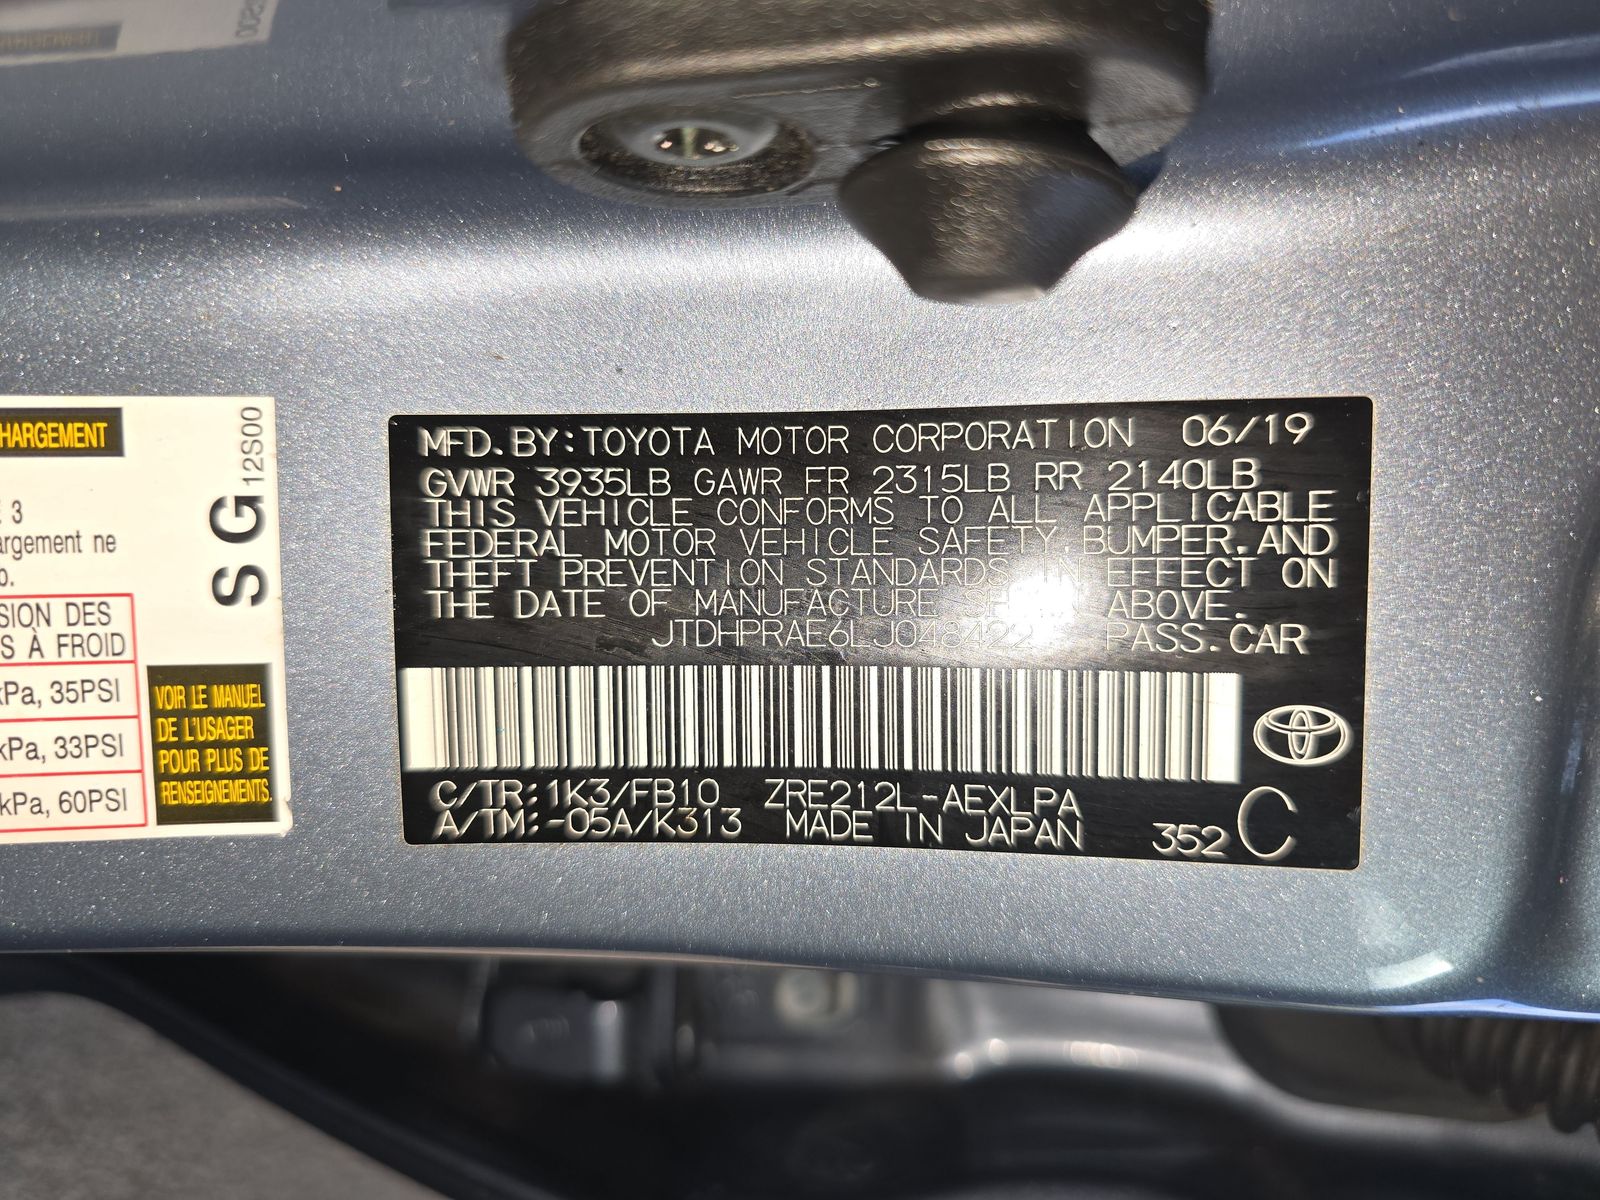 HARGEMENT
3
argement ne
SION DES
S À FROID
kPa, 35PSI
kPa, 33PSI
kPa, 60PSI
SG
12S00
VOIR LE MANUEL
DE L'USAGER
POUR PLUS DE
RENSEIGNEMENTS.
MFD.BY:TOYOTA MOTOR CORPORATION 06/19
GVWR 3935LB GAWR FR 2315LB RR 2140LB
THIS VEHICLE CONFORMS TO ALL APPLICABLE
FEDERAL MOTOR VEHICLE SAFETY,BUMPER,AND
THEFT PREVENTION STANDARDS IN EFFECT ON
THE DATE OF MANUFACTURE ABOVE.
PASS.CAR
C/TR:1K3/FB10 ZRE212L-AEXLPA
A/TM:-05A/K313 MADE IN JAPAN 352 C